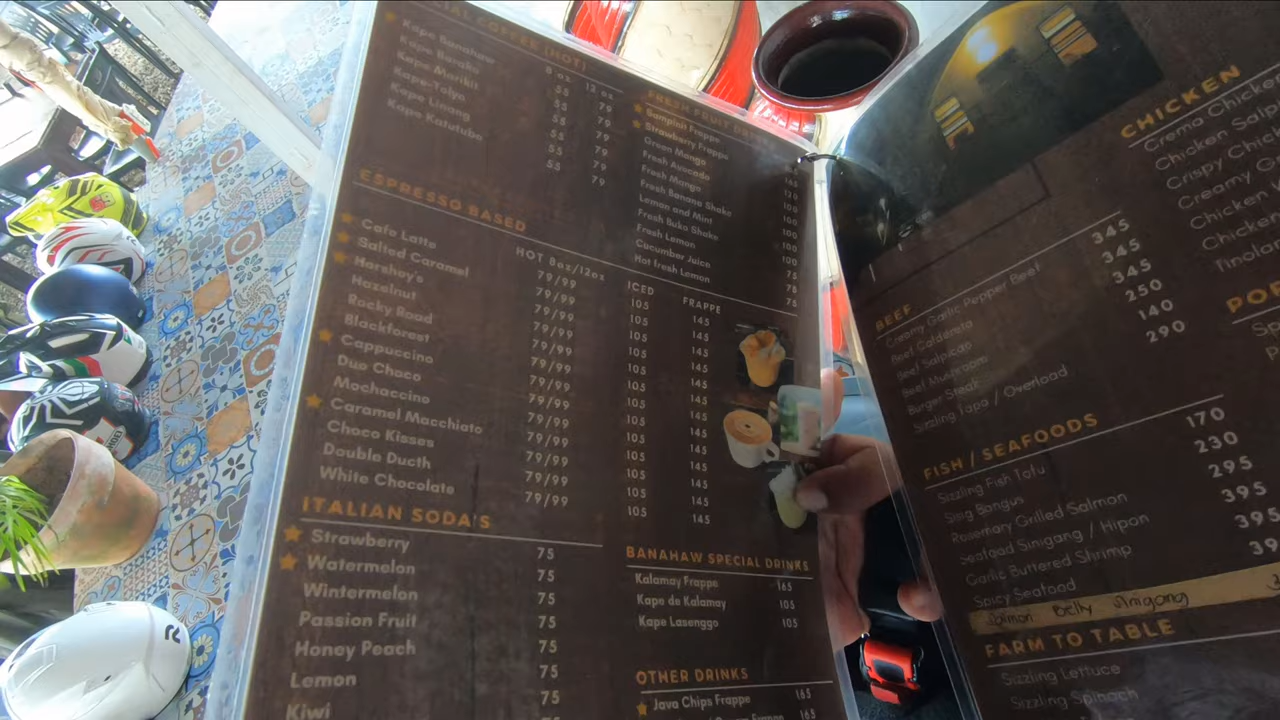 COFFEE (HOT)
8 oz 12 oz
Kape Banahaw 55 79
Kape Barako 55 79
Kape Marikit 55 79
Kape-Tolyo 55 79
Kape Linang 55 79
Kape Katutubo 55 79
FRESH FRUIT
Sampinit Frappe
Strawberry Frappe 165
Green Mango 120
Fresh Avocado 100
Fresh Mango 100
Fresh Banana Shake 100
Lemon and Mint 100
Fresh Buko Shake 100
Fresh Lemon 75
Cucumber Juice 75
Hot fresh Lemon 75
ESPRESSO BASED
HOT 8oz/12oz ICED FRAPPE
Cafe Latte 79/99 105 145
Salted Caramel 79/99 105 145
Harshey's 79/99 105 145
Hazelnut 79/99 105 145
Rocky Road 79/99 105 145
Blackforest 79/99 105 145
Cappuccino 79/99 105 145
Duo Choco 79/99 105 145
Mochaccino 79/99 105 145
Caramel Macchiato 79/99 105 145
Choco Kisses 79/99 105 145
Double Ducth 79/99 105 145
White Chocolate 79/99 105 145
ITALIAN SODA'S
Strawberry 75
Watermelon 75
Wintermelon 75
Passion Fruit 75
Honey Peach 75
Lemon 75
Kiwi 75
BANAHAW SPECIAL DRINKS
Kalamay Frappe 165
Kape de Kalamay 105
Kape Lasenggo 105
OTHER DRINKS
Java Chips Frappe 165
165
BEEF
Creamy Garlic Pepper Beef 345
Beef Caldereta 345
Beef Salpicao 345
Beef Mushroom 250
Burger Steak 140
Sizzling Tapa / Overload 290
FISH / SEAFOODS
Sizzling Fish Tofu 170
Sisig Bangus 230
Rosemary Grilled Salmon 295
Seafood Sinigang / Hipon 395
Garlic Buttered Shrimp 395
Spicy Seafood
Salmon Belly Sinigang
FARM TO TABLE
Sizzling Lettuce
Sizzling Spinach
CHICKEN
Crema Chicken
Chicken Salp
Crispy Chic
Creamy
Chicken
Chicken
Tinola